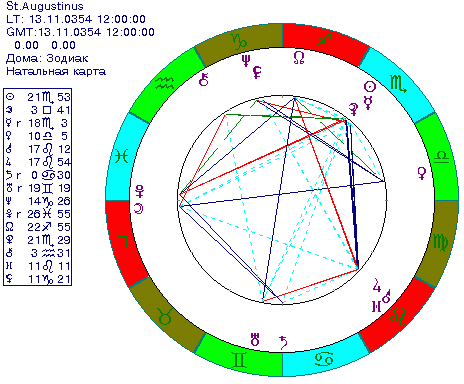 St.Augustinus
LT: 13.11.0354 12:00:00
GMT:13.11.0354 12:00:00
0.00 0.00
Дома: Зодиак
Натальная карта
☉ 21♏53
☽ 3 41
☿ r 18♏ 3
♀ 10♎ 5
♂ 17♌12
♃ 17♌54
♄ r 0♋30
♅ r 19♊19
♆ 14♑26
r 26♓55
☊ 22♐55
21♏29
⚷ 3♒31
11♌11
11♑21